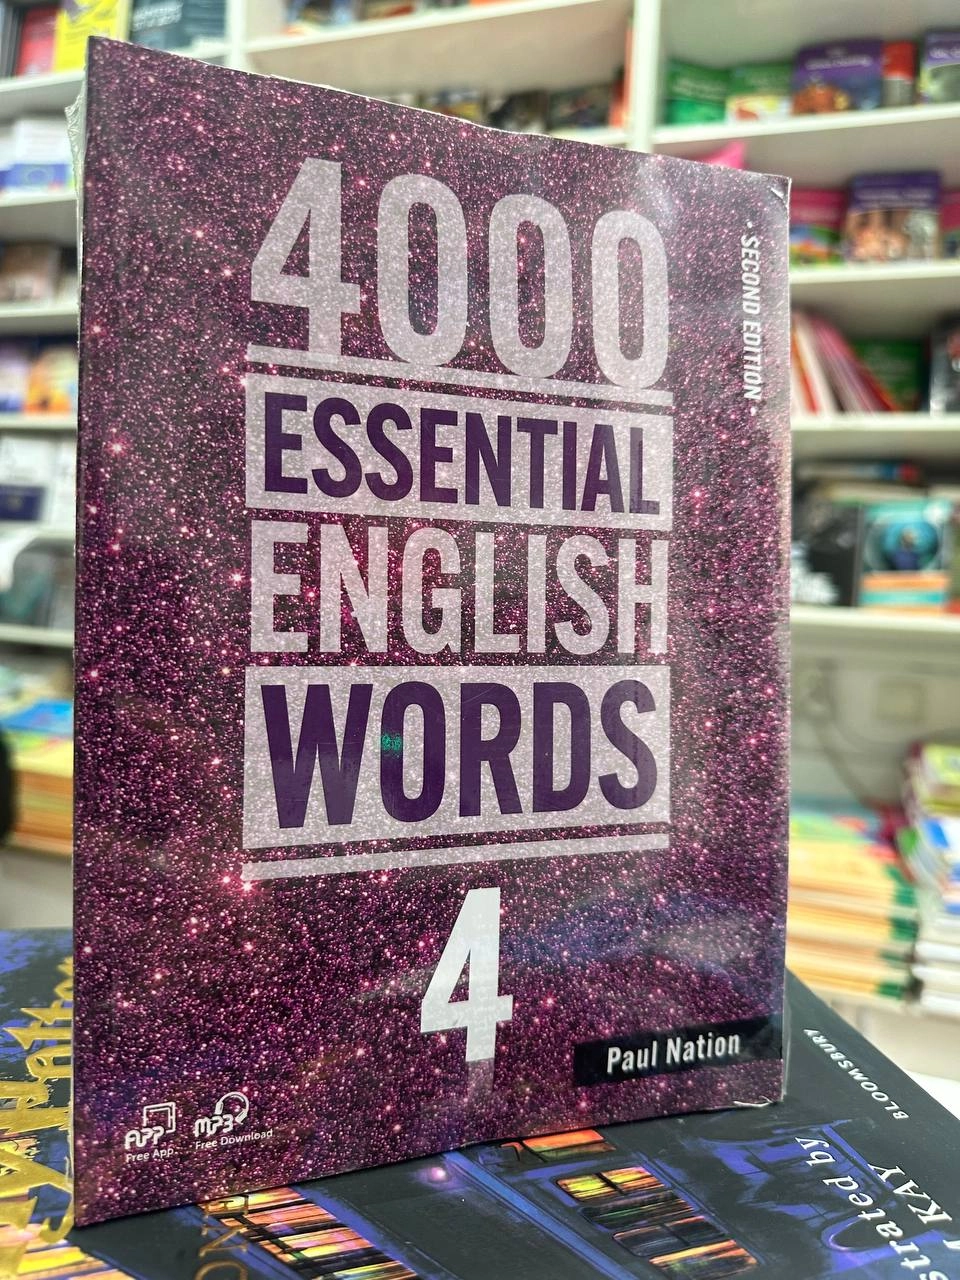 4000
ESSENTIAL
ENGLISH
WORDS
4
• SECOND EDITION •
Paul Nation
APP
Free App
MP3
Free Download
BLOOMSBURY
strated by
KAY